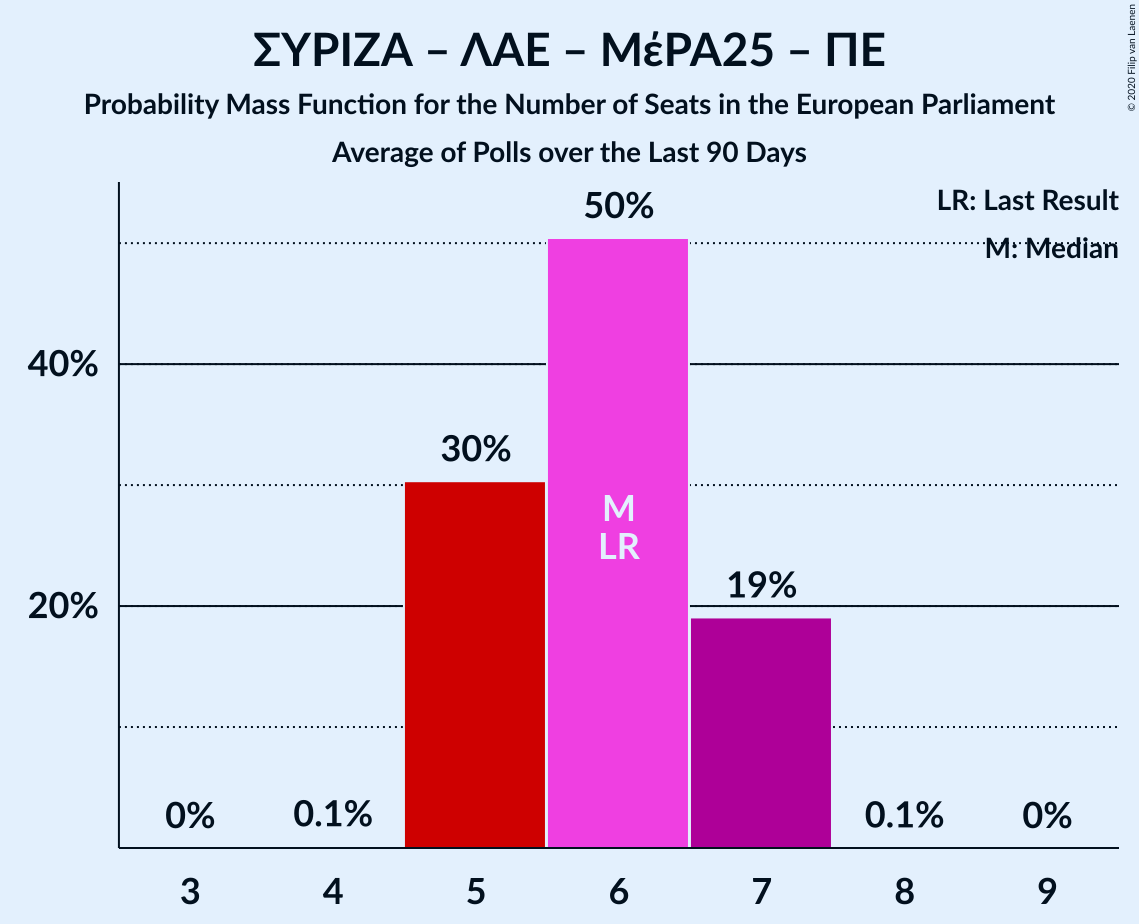 ΣΥΡΙΖΑ – ΛΑΕ – ΜέΡΑ25 – ΠΕ
Probability Mass Function for the Number of Seats in the European Parliament
Average of Polls over the Last 90 Days
© 2020 Filip van Laenen
LR: Last Result
M: Median
50%
40%
30%
M
LR
20%
19%
0%
0.1%
0.1%
0%
3
4
5
6
7
8
9